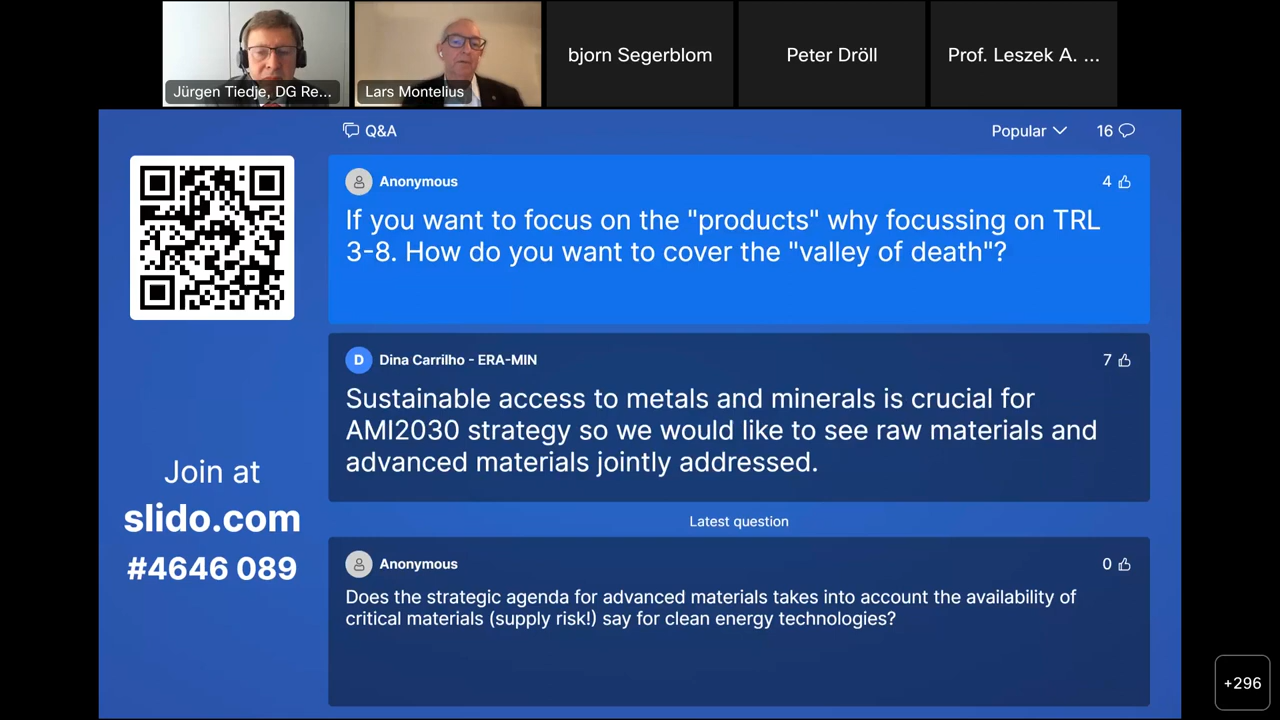 Jürgen Tiedje, DG Re...
Lars Montelius
bjorn Segerblom
Peter Dröll
Prof. Leszek A. ...
Q&A
Popular
16
Anonymous
4
If you want to focus on the "products" why focussing on TRL
3-8. How do you want to cover the "valley of death"?
D
Dina Carrilho - ERA-MIN
7
Sustainable access to metals and minerals is crucial for
AMI2030 strategy so we would like to see raw materials and
advanced materials jointly addressed.
Join at
slido.com
#4646 089
Latest question
Anonymous
0
Does the strategic agenda for advanced materials takes into account the availability of
critical materials (supply risk!) say for clean energy technologies?
+296